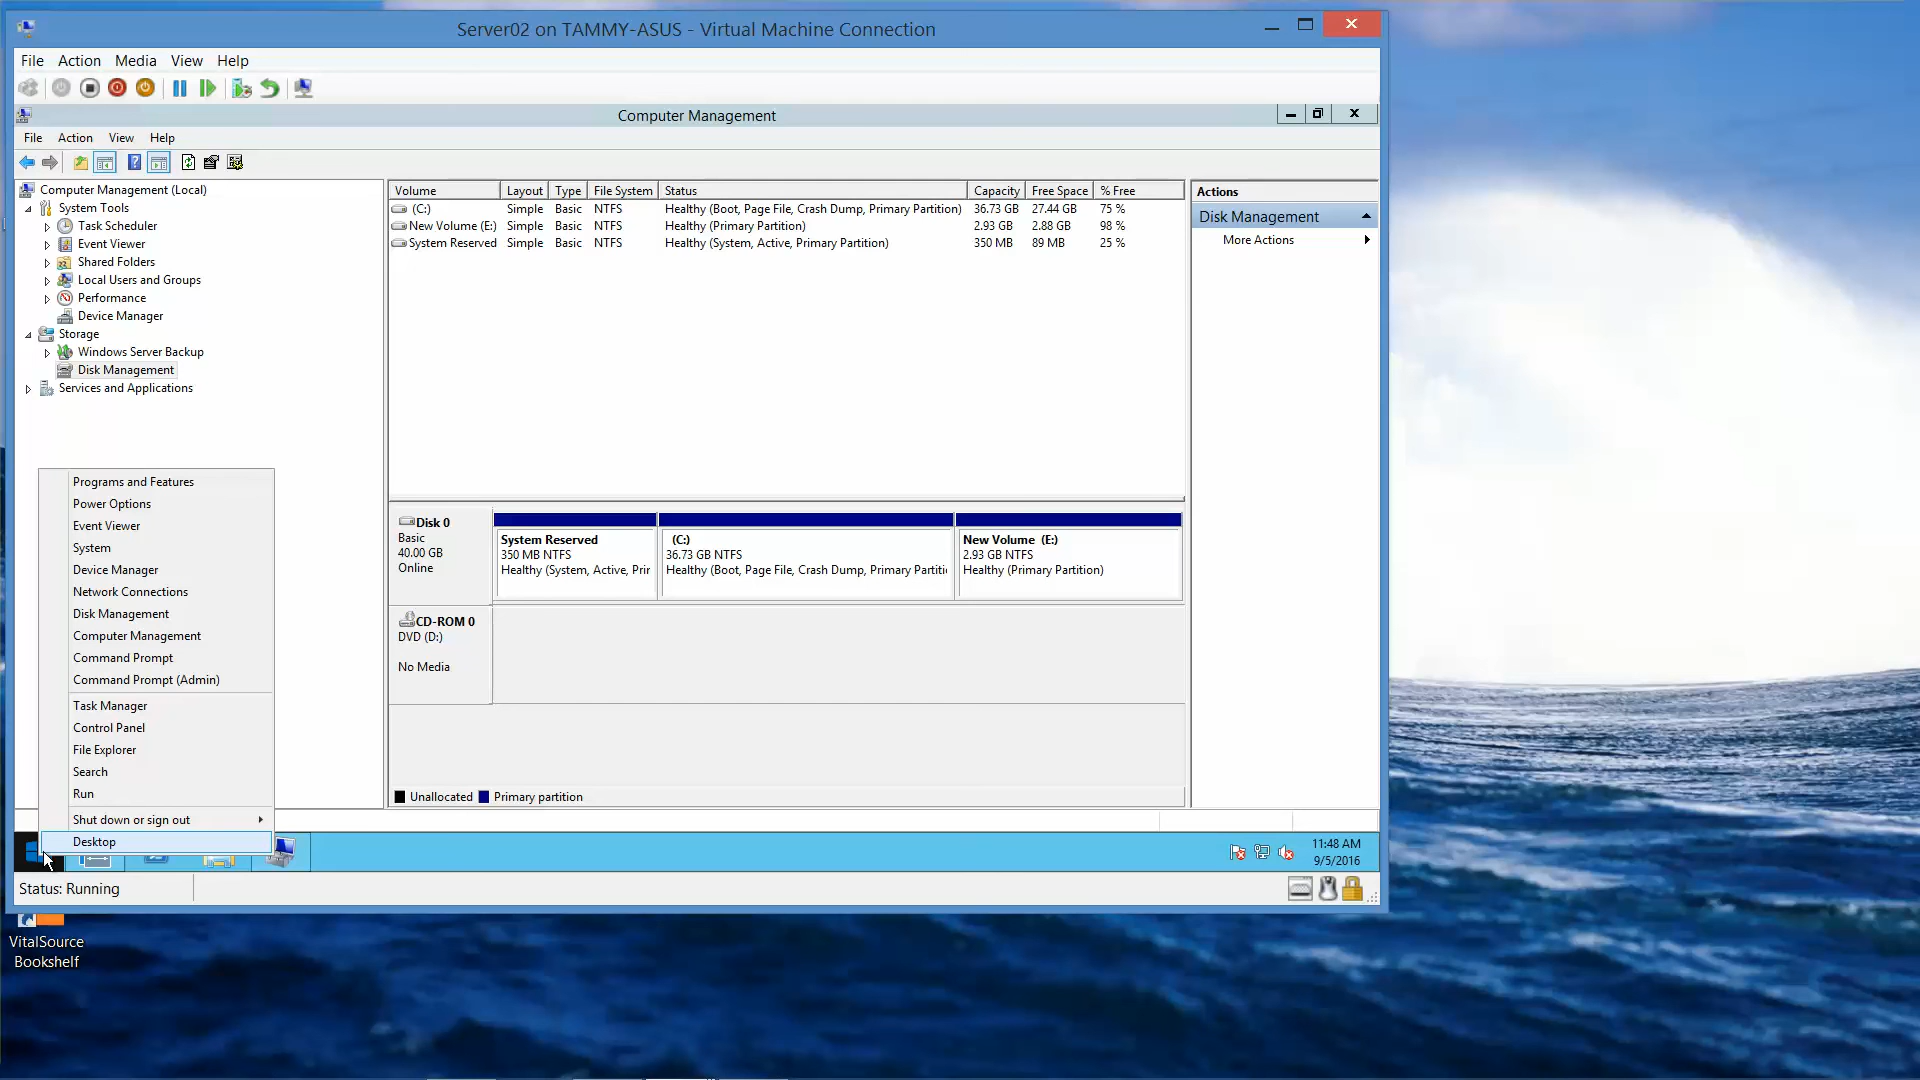 Server02 on TAMMY-ASUS - Virtual Machine Connection
File Action Media View Help
Computer Management
File Action View Help
Computer Management (Local)
System Tools
Task Scheduler
Event Viewer
Shared Folders
Local Users and Groups
Performance
Device Manager
Storage
Windows Server Backup
Disk Management
Services and Applications
Volume Layout Type File System Status Capacity Free Space % Free
(C:) Simple Basic NTFS Healthy (Boot, Page File, Crash Dump, Primary Partition) 36.73 GB 27.44 GB 75 %
New Volume (E:) Simple Basic NTFS Healthy (Primary Partition) 2.93 GB 2.88 GB 98 %
System Reserved Simple Basic NTFS Healthy (System, Active, Primary Partition) 350 MB 89 MB 25 %
Actions
Disk Management
More Actions
Disk 0
Basic
40.00 GB
Online
System Reserved
350 MB NTFS
Healthy (System, Active, Prir
(C:)
36.73 GB NTFS
Healthy (Boot, Page File, Crash Dump, Primary Partiti
New Volume (E:)
2.93 GB NTFS
Healthy (Primary Partition)
CD-ROM 0
DVD (D:)
No Media
Unallocated Primary partition
Programs and Features
Power Options
Event Viewer
System
Device Manager
Network Connections
Disk Management
Computer Management
Command Prompt
Command Prompt (Admin)
Task Manager
Control Panel
File Explorer
Search
Run
Shut down or sign out
Desktop
11:48 AM
9/5/2016
Status: Running
VitalSource
Bookshelf